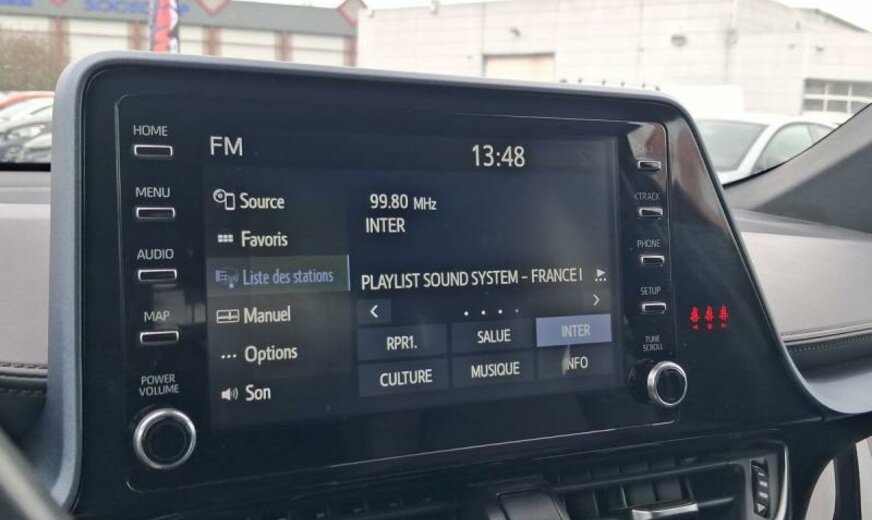 HOME
MENU
AUDIO
MAP
POWER
VOLUME
FM
13:48
Source
Favoris
Liste des stations
Manuel
Options
Son
99.80 MHz
INTER
PLAYLIST SOUND SYSTEM - FRANCE I
RPR1.
SALUE
INTER
CULTURE
MUSIQUE
INFO
TRACK
PHONE
SETUP
TUNE
SCROLL